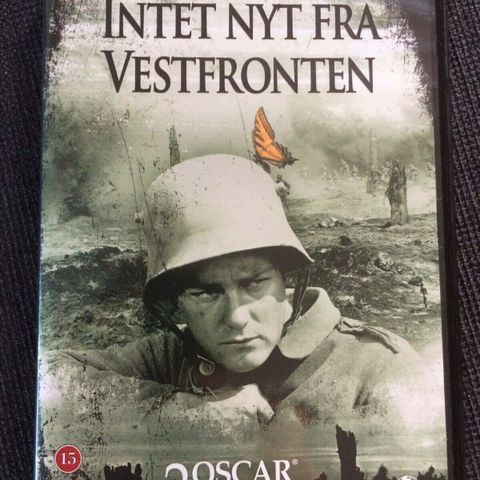 INTET NYT FRA
VESTFRONTEN
15
OSCAR®